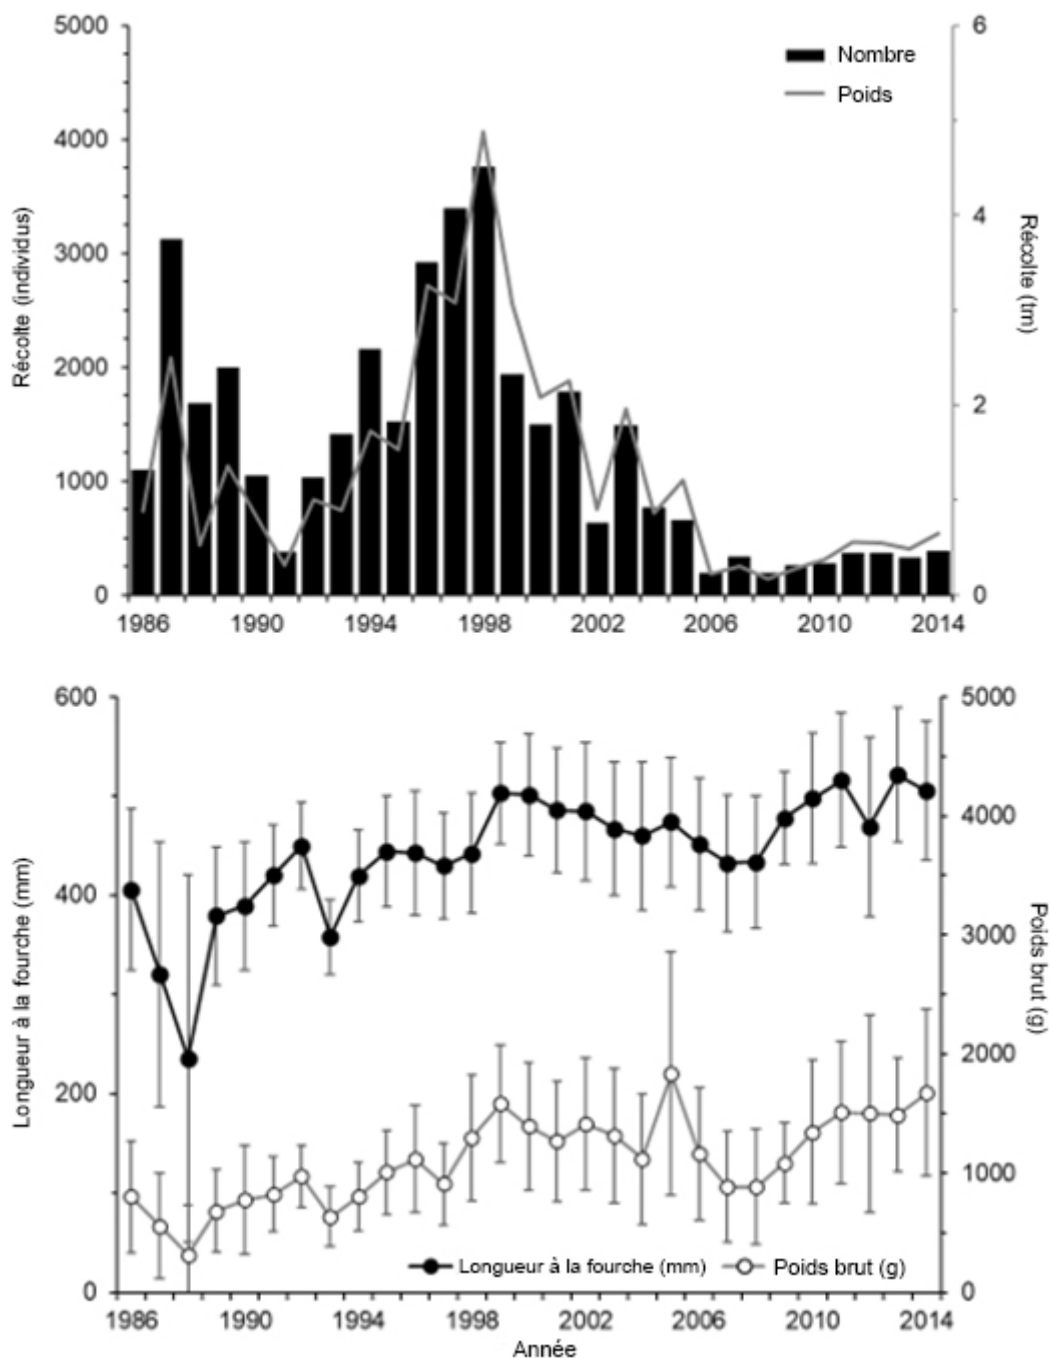 5000
4000
3000
2000
1000
0
Récolte (individus)
6
4
2
0
Récolte (tm)
Nombre
Poids
1986 1990 1994 1998 2002 2006 2010 2014
600
400
200
0
Longueur à la fourche (mm)
5000
4000
3000
2000
1000
0
Poids brut (g)
Longueur à la fourche (mm) Poids brut (g)
1986 1990 1994 1998 2002 2006 2010 2014
Année